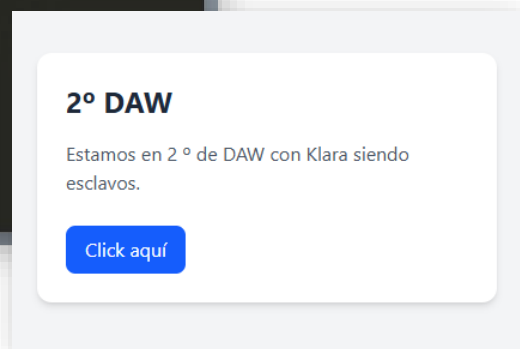 2º DAW
Estamos en 2 º de DAW con Klara siendo
esclavos.
Click aquí